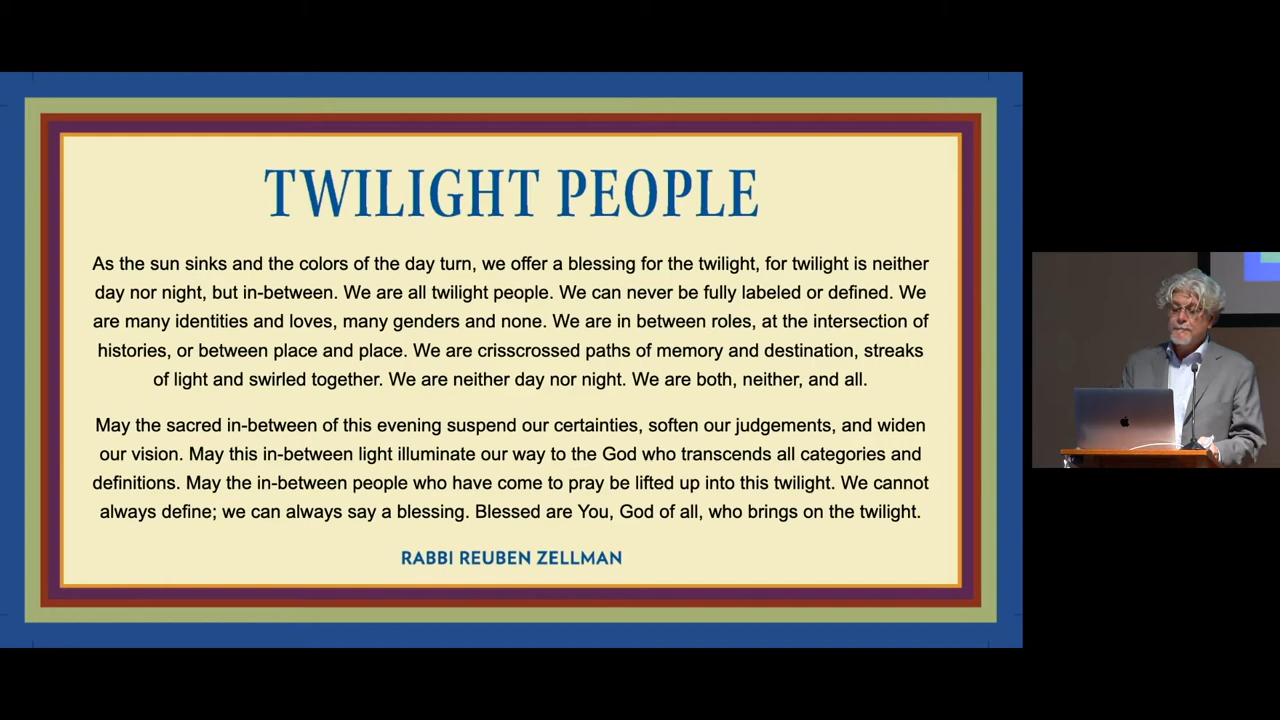 TWILIGHT PEOPLE
As the sun sinks and the colors of the day turn, we offer a blessing for the twilight, for twilight is neither
day nor night, but in-between. We are all twilight people. We can never be fully labeled or defined. We
are many identities and loves, many genders and none. We are in between roles, at the intersection of
histories, or between place and place. We are crisscrossed paths of memory and destination, streaks
of light and swirled together. We are neither day nor night. We are both, neither, and all.
May the sacred in-between of this evening suspend our certainties, soften our judgements, and widen
our vision. May this in-between light illuminate our way to the God who transcends all categories and
definitions. May the in-between people who have come to pray be lifted up into this twilight. We cannot
always define; we can always say a blessing. Blessed are You, God of all, who brings on the twilight.
RABBI REUBEN ZELLMAN